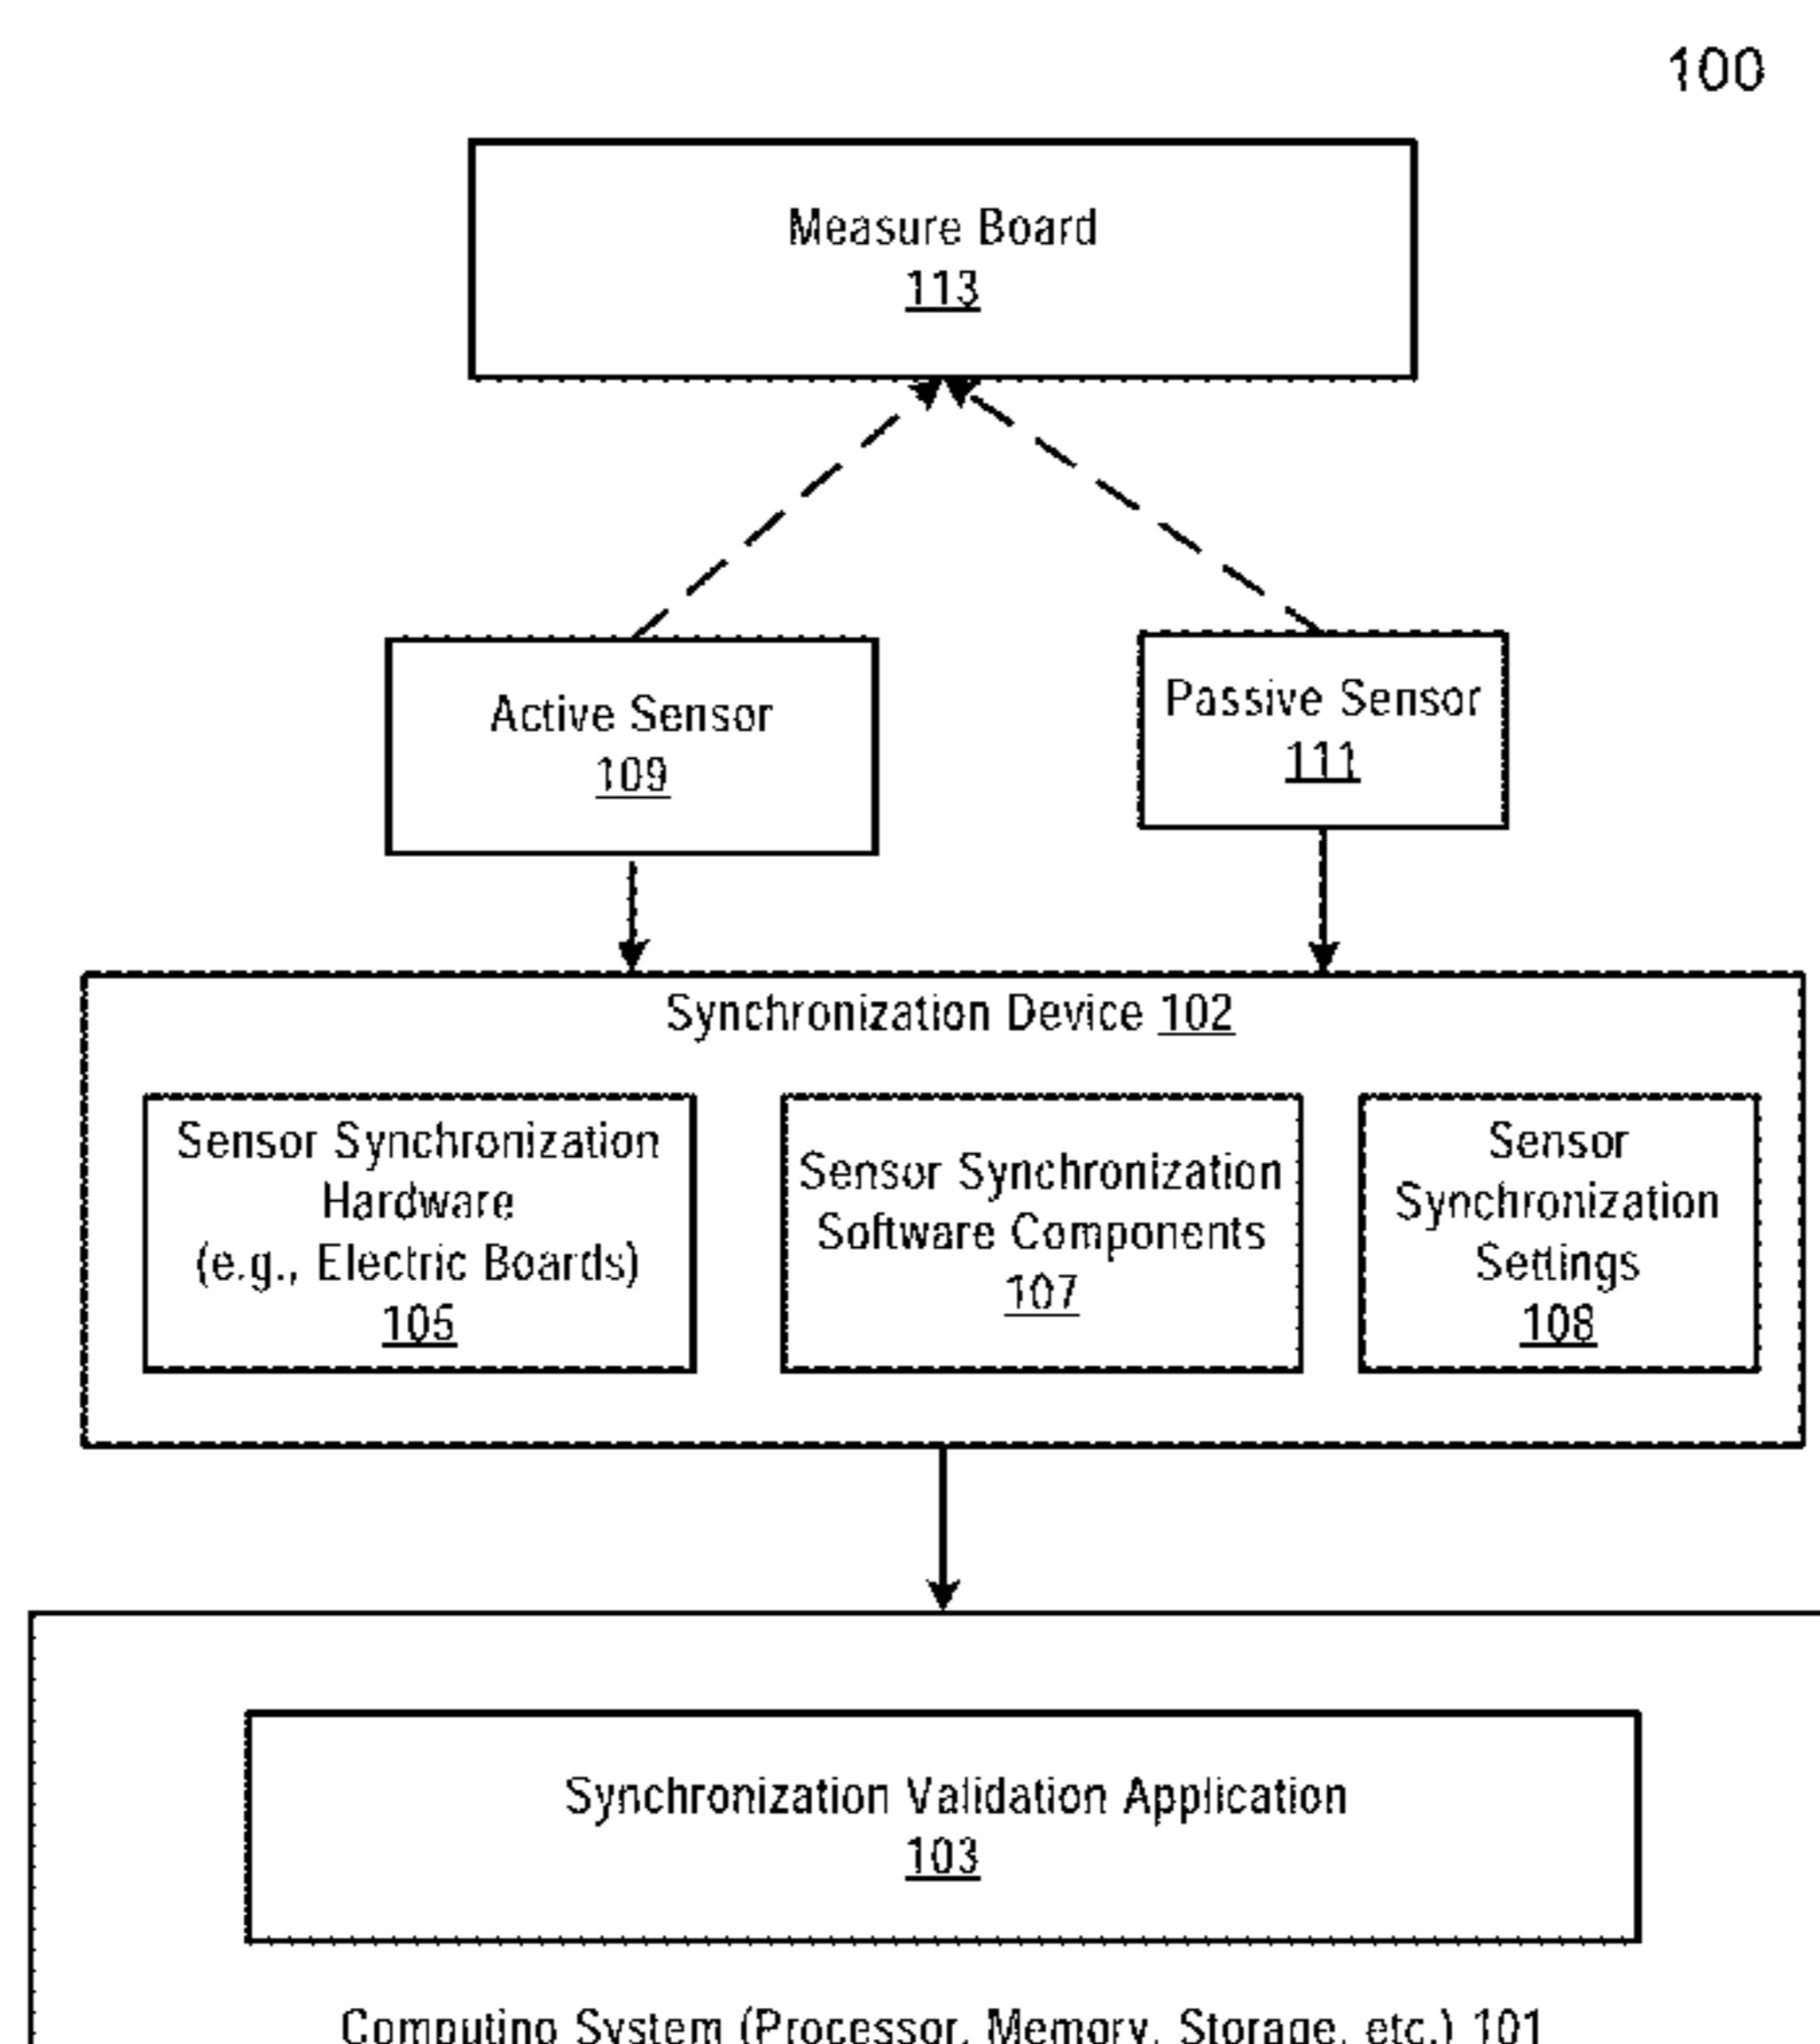 100
Measure Board
113
Active Sensor
109
Passive Sensor
111
Synchronization Device 102
Sensor Synchronization
Hardware
(e.g., Electric Boards)
105
Sensor Synchronization
Software Components
107
Sensor
Synchronization
Settings
108
Synchronization Validation Application
103
Computing System (Processor, Memory, Storage, etc.) 101